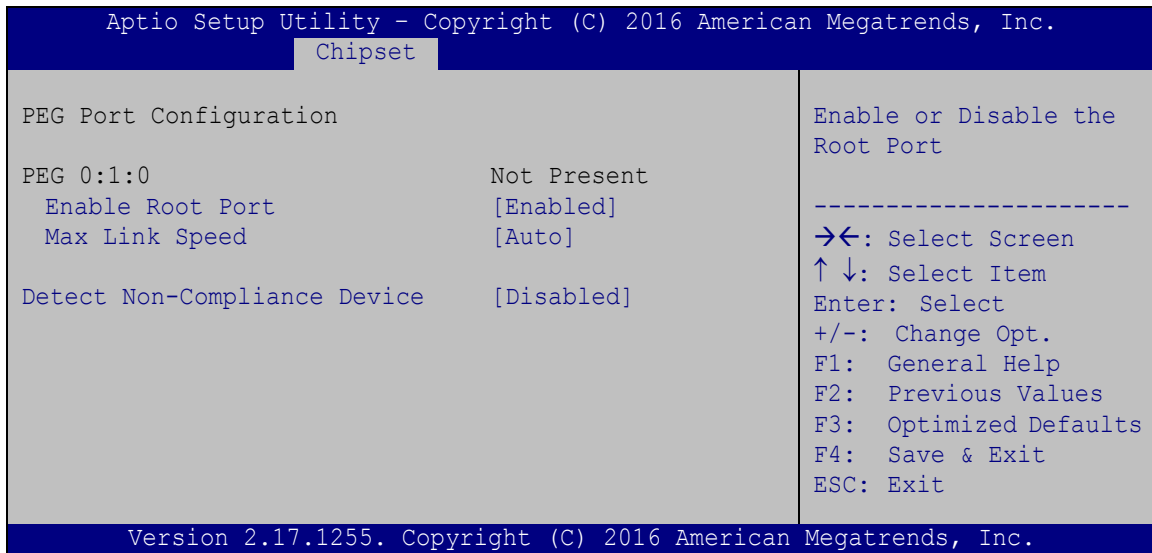 Aptio Setup Utility – Copyright (C) 2016 American Megatrends, Inc.
Chipset
PEG Port Configuration
PEG 0:1:0 Not Present
Enable Root Port [Enabled]
Max Link Speed [Auto]
Detect Non-Compliance Device [Disabled]
Enable or Disable the
Root Port
----------------------
→←: Select Screen
↑ ↓: Select Item
Enter: Select
+/-: Change Opt.
F1: General Help
F2: Previous Values
F3: Optimized Defaults
F4: Save & Exit
ESC: Exit
Version 2.17.1255. Copyright (C) 2016 American Megatrends, Inc.